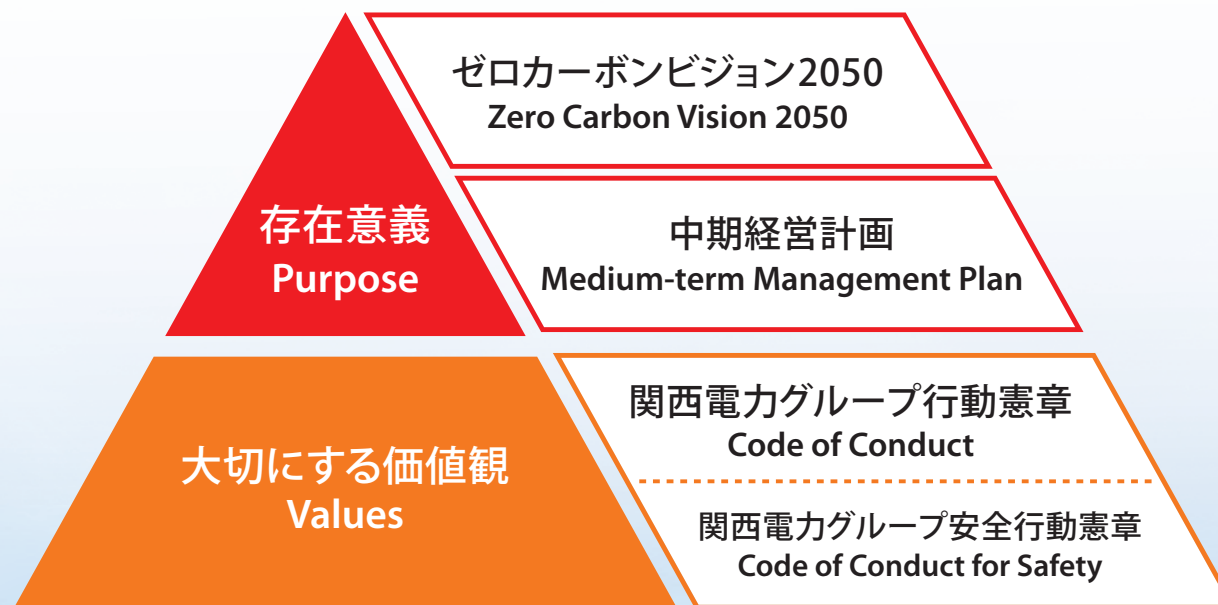 ゼロカーボンビジョン2050
Zero Carbon Vision 2050
存在意義
Purpose
中期経営計画
Medium-term Management Plan
大切にする価値観
Values
関西電力グループ行動憲章
Code of Conduct
関西電力グループ安全行動憲章
Code of Conduct for Safety